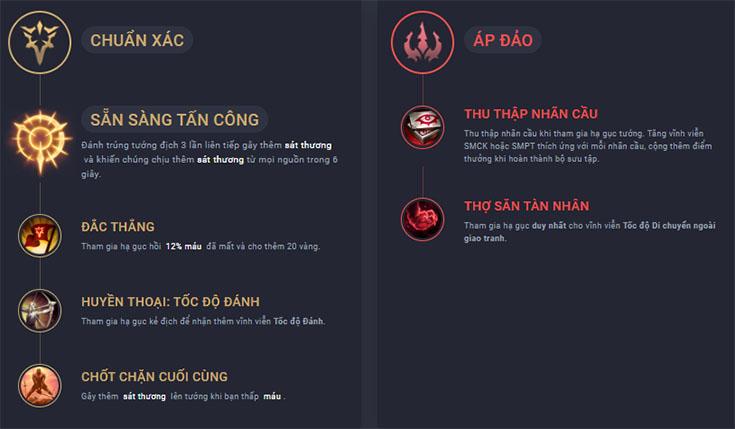 CHUẨN XÁC
SẴN SÀNG TẤN CÔNG
Đánh trúng tướng địch 3 lần liên tiếp gây thêm sát thương
và khiến chúng chịu thêm sát thương từ mọi nguồn trong 6
giây.
ĐẮC THẮNG
Tham gia hạ gục hồi 12% máu đã mất và cho thêm 20 vàng.
HUYỀN THOẠI: TỐC ĐỘ ĐÁNH
Tham gia hạ gục kẻ địch để nhận thêm vĩnh viễn Tốc độ Đánh.
CHỐT CHẶN CUỐI CÙNG
Gây thêm sát thương lên tướng khi bạn thấp máu .
ÁP ĐẢO
THU THẬP NHÃN CẦU
Thu thập nhãn cầu khi tham gia hạ gục tướng. Tăng vĩnh viễn
SMCK hoặc SMPT thích ứng với mỗi nhãn cầu, cộng thêm điểm
thưởng khi hoàn thành bộ sưu tập.
THỢ SĂN TÀN NHẪN
Tham gia hạ gục duy nhất cho vĩnh viễn Tốc độ Di chuyển ngoài
giao tranh.